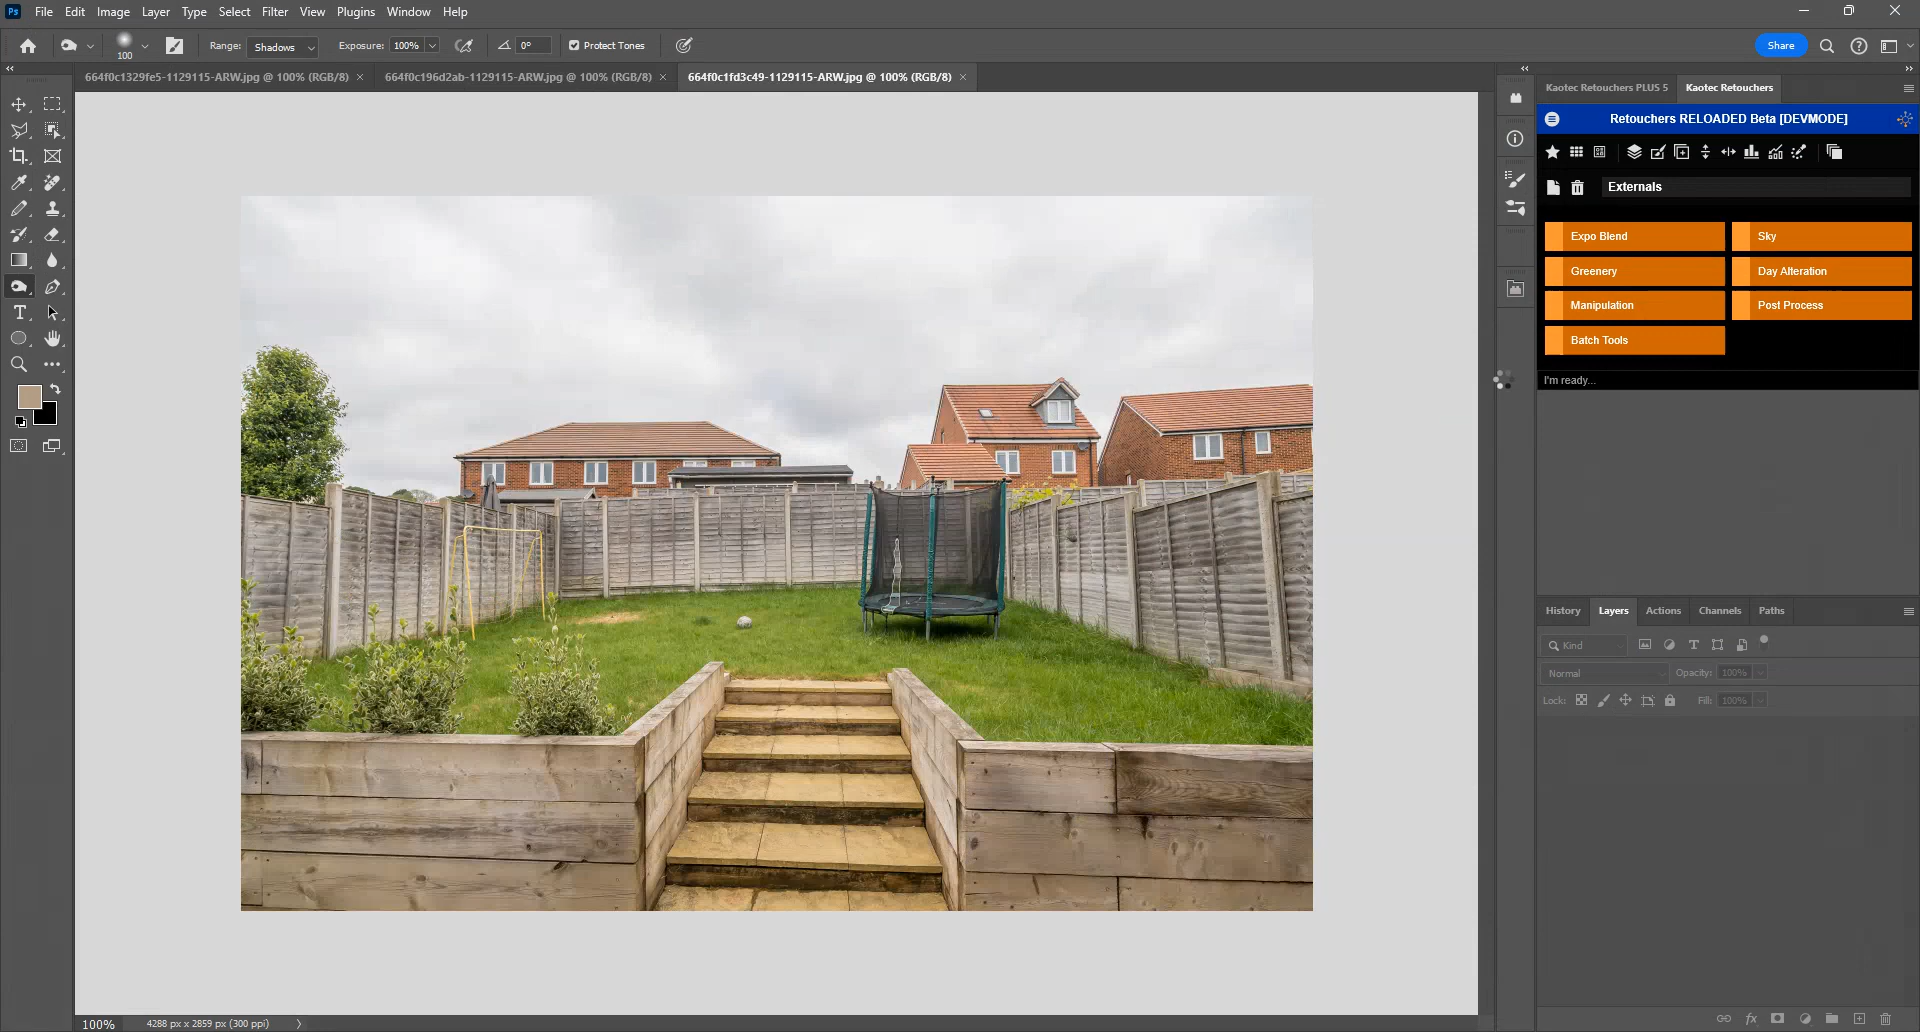 Ps File Edit Image Layer Type Select Filter View Plugins Window Help
100 Range: Shadows Exposure: 100% 0° Protect Tones Share
664f0c1329fe5-1129115-ARW.jpg @ 100% (RGB/8) × 664f0c196d2ab-1129115-ARW.jpg @ 100% (RGB/8) × 664f0c1fd3c49-1129115-ARW.jpg @ 100% (RGB/8) ×
Kaotec Retouchers PLUS 5 Kaotec Retouchers
Retouchers RELOADED Beta [DEVMODE]
Externals
Expo Blend Sky
Greenery Day Alteration
Manipulation Post Process
Batch Tools
I'm ready...
History Layers Actions Channels Paths
Kind
Normal Opacity: 100%
Lock: Fill: 100%
100% 4288 px x 2859 px (300 ppi)